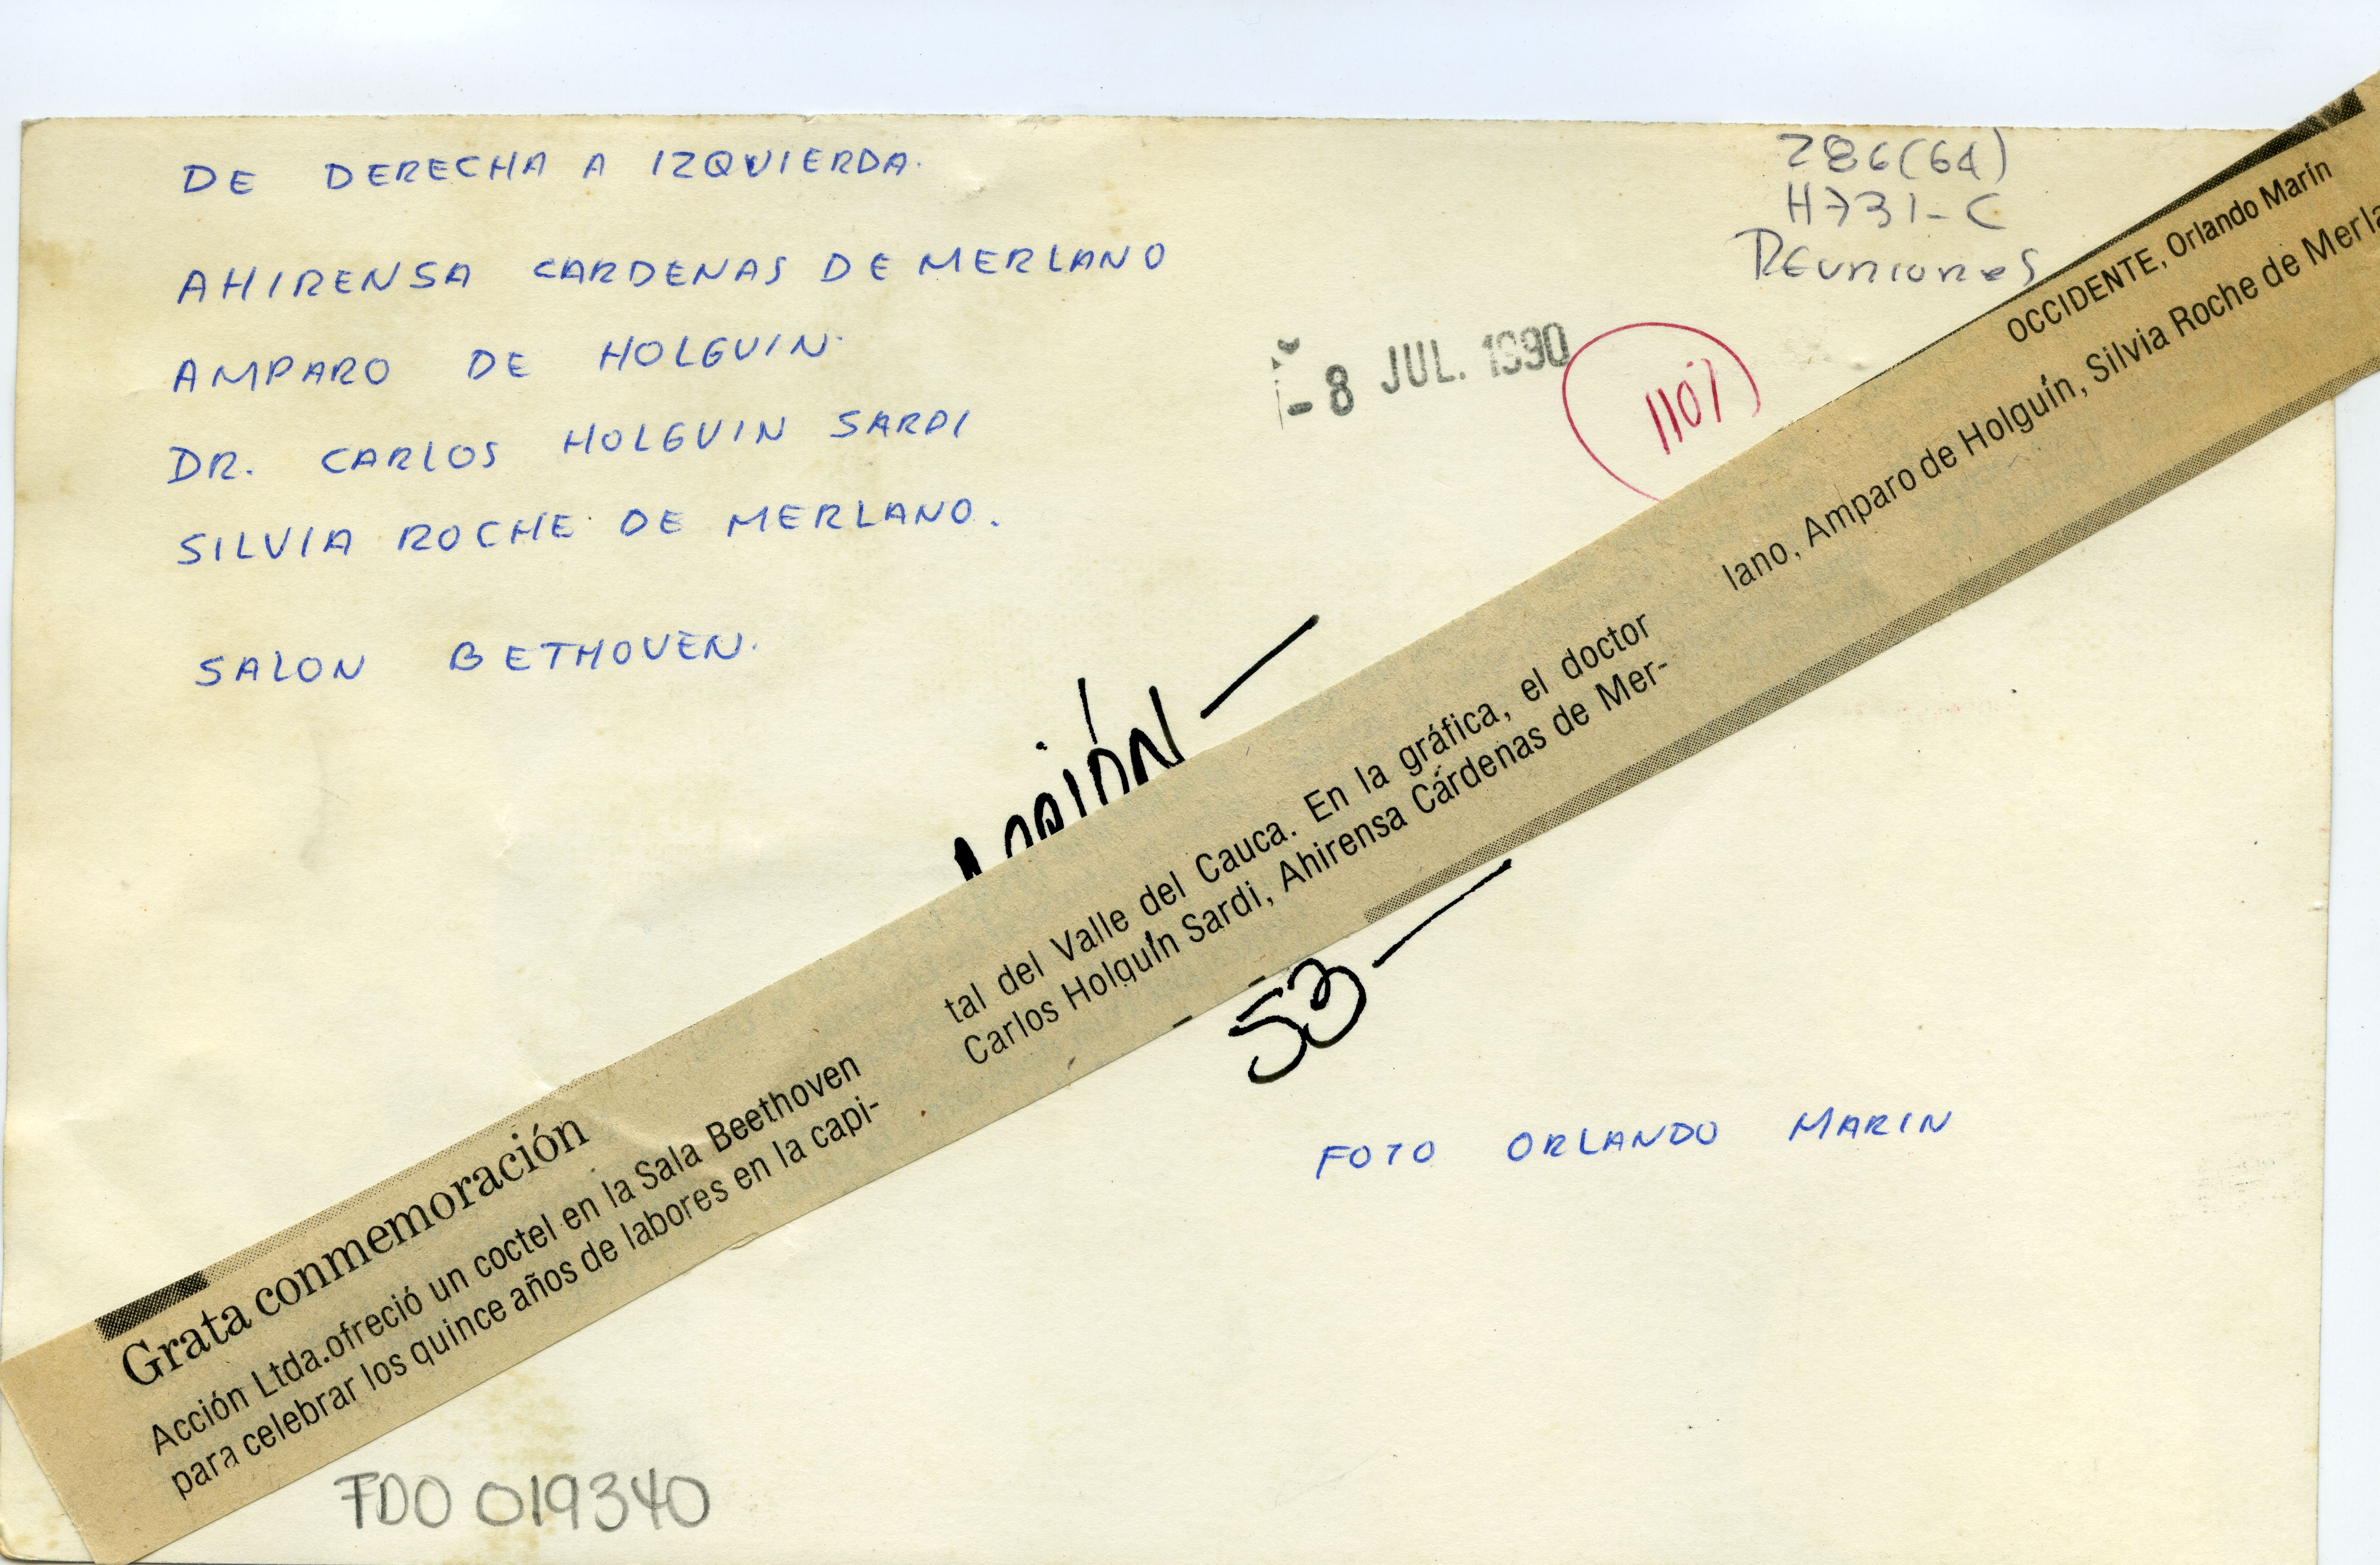 DE DERECHA A IZQUIERDA.
AHIRENSA CARDENAS DE MERLANO
AMPARO DE HOLGUIN.
DR. CARLOS HOLGUIN SARDI
SILVIA ROCHE DE MERLANO.
SALON BETHOVEN.
286(64)
H731-C
REUNIONES
-8 JUL. 1990
1107
53-
FOTO ORLANDO MARIN
Grata conmemoración
Acción Ltda.ofreció un coctel en la Sala Beethoven
para celebrar los quince años de labores en la capi-
tal del Valle del Cauca. En la gráfica, el doctor
Carlos Holguín Sardi, Ahirensa Cárdenas de Mer-
OCCIDENTE, Orlando Marín
lano, Amparo de Holguín, Silvia Roche de Merla
FDO 019340